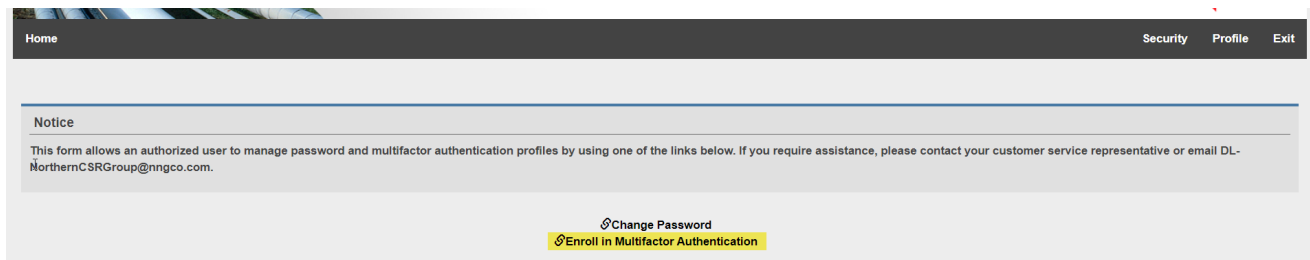 Home Security Profile Exit
Notice
This form allows an authorized user to manage password and multifactor authentication profiles by using one of the links below. If you require assistance, please contact your customer service representative or email DL-
NorthernCSRGroup@nngco.com.
Change Password
Enroll in Multifactor Authentication